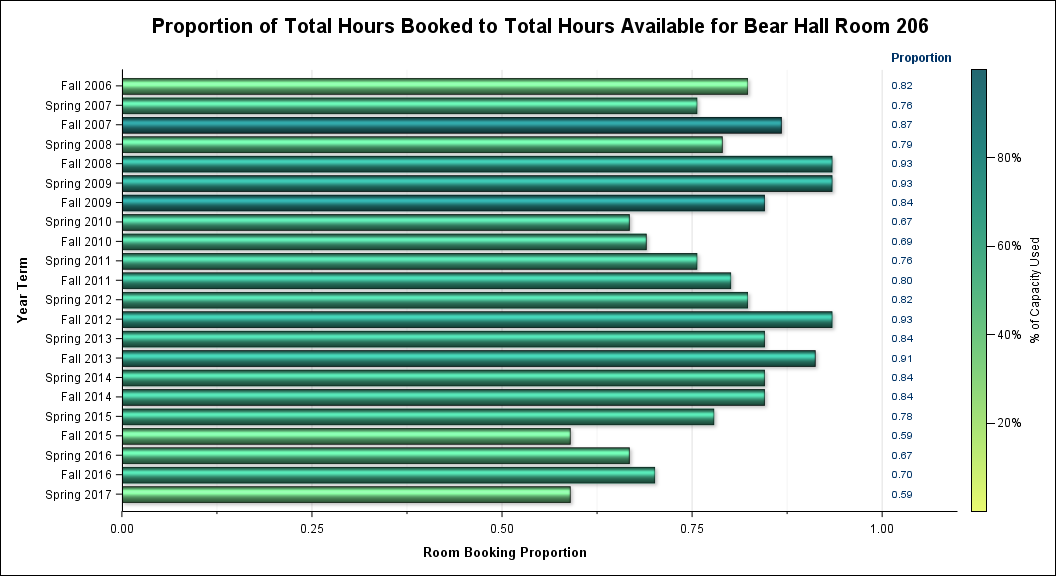 Proportion of Total Hours Booked to Total Hours Available for Bear Hall Room 206
Proportion
Fall 2006 0.82
Spring 2007 0.76
Fall 2007 0.87
Spring 2008 0.79
Fall 2008 0.93
Spring 2009 0.93
Fall 2009 0.84
Spring 2010 0.67
Fall 2010 0.69
Spring 2011 0.76
Fall 2011 0.80
Spring 2012 0.82
Fall 2012 0.93
Spring 2013 0.84
Fall 2013 0.91
Spring 2014 0.84
Fall 2014 0.84
Spring 2015 0.78
Fall 2015 0.59
Spring 2016 0.67
Fall 2016 0.70
Spring 2017 0.59
Year Term
0.00 0.25 0.50 0.75 1.00
Room Booking Proportion
80%
60%
40%
20%
% of Capacity Used